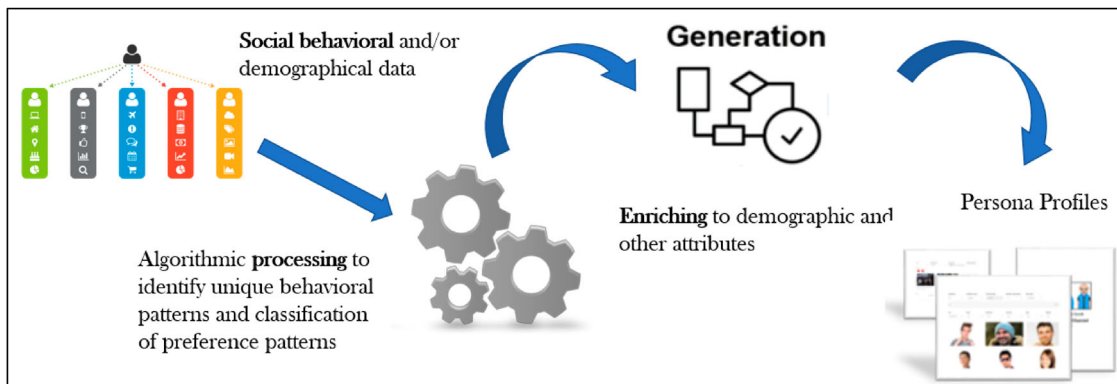 Social behavioral and/or
demographical data
Generation
Algorithmic processing to
identify unique behavioral
patterns and classification
of preference patterns
Enriching to demographic and
other attributes
Persona Profiles